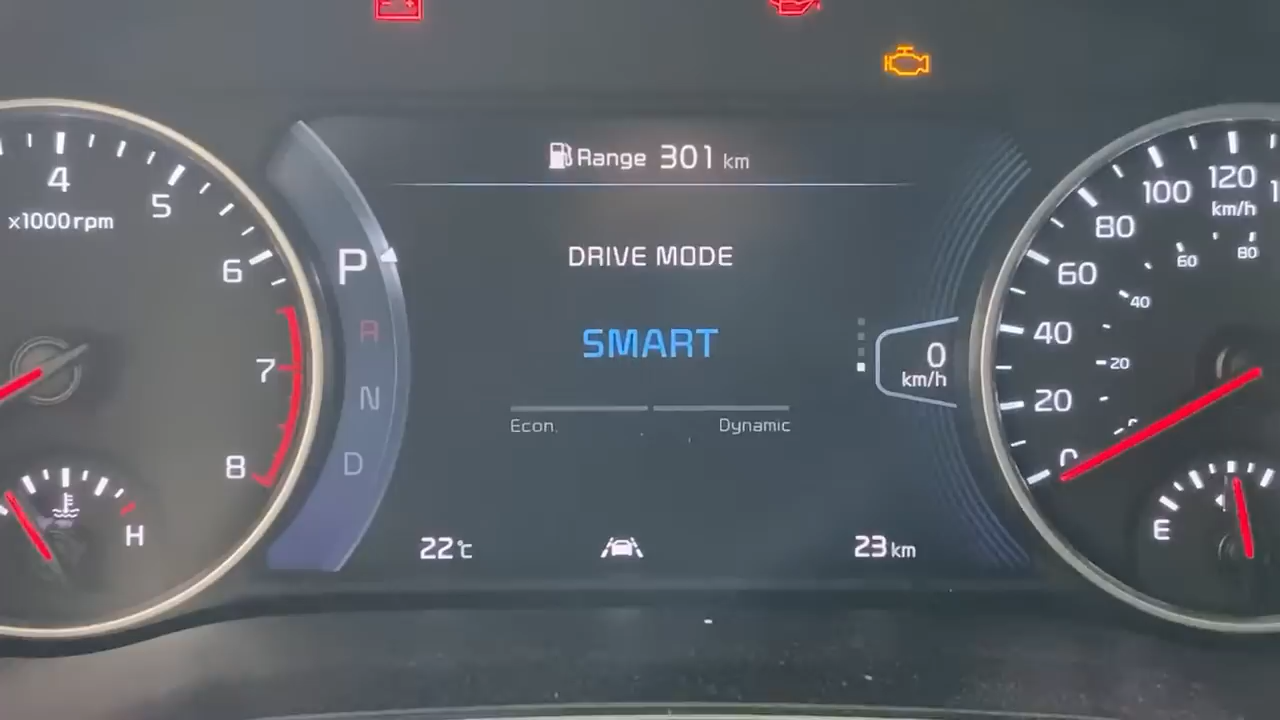 Range 301 km
DRIVE MODE
SMART
Econ. Dynamic
22°C
23 km
P
R
N
D
0
km/h
4
5
6
7
8
x1000rpm
H
0
20
40
60
80
100
120
km/h
20
40
60
80
E